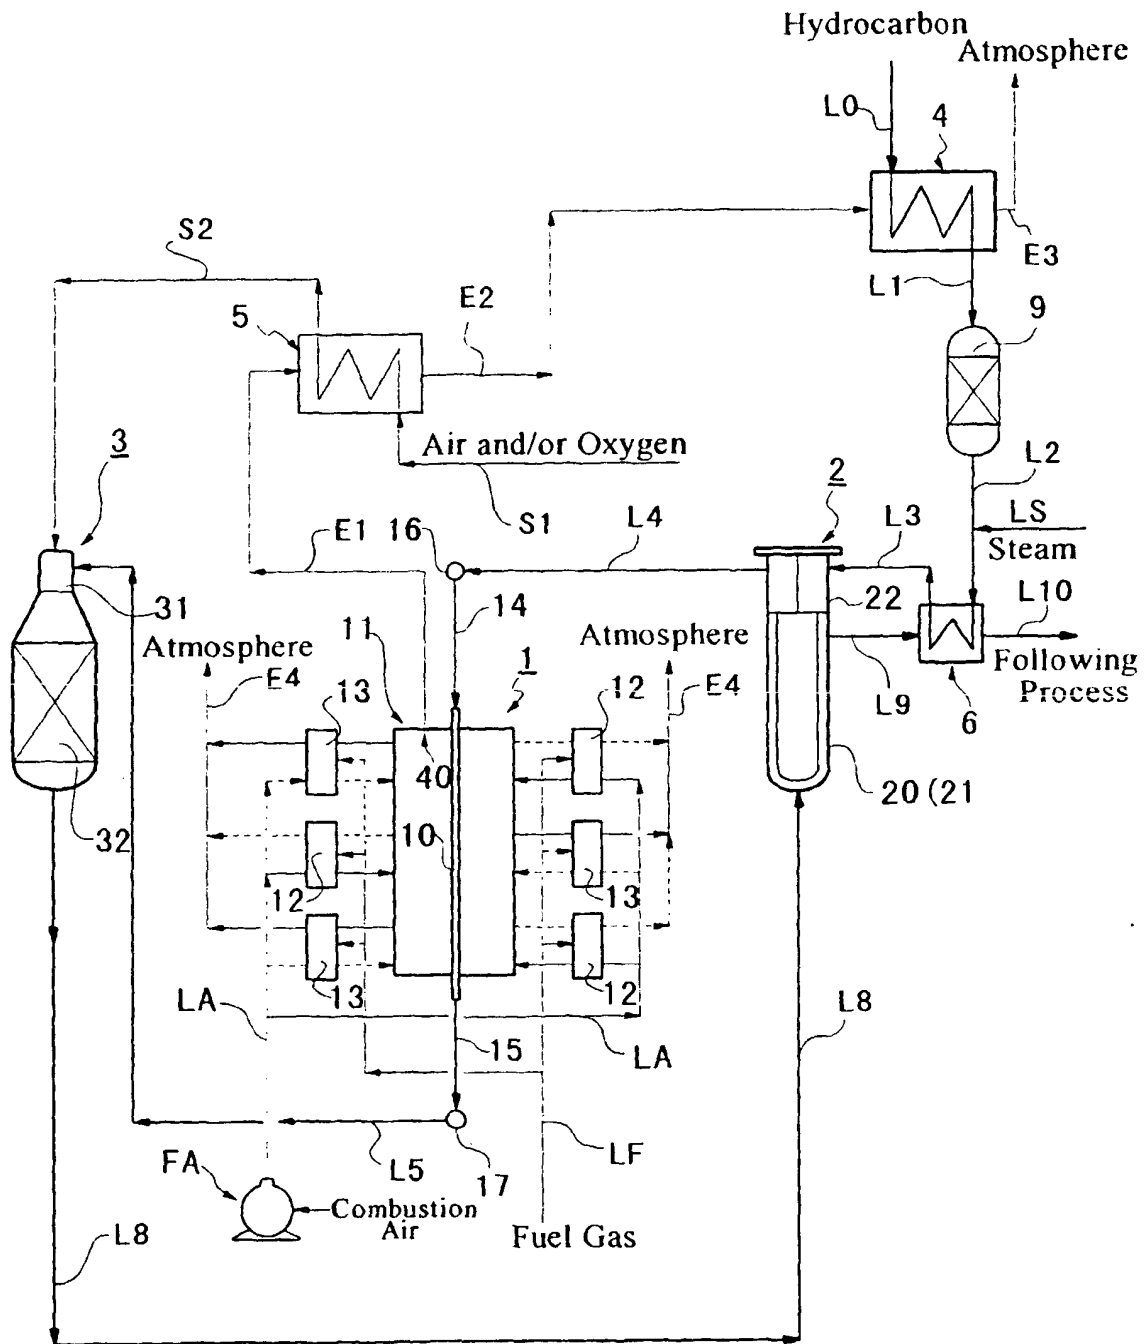 Hydrocarbon
Atmosphere
L0
4
S2
E3
L1
E2
5
9
Air and/or Oxygen
3
L2
2
S1
LS
L3
L4
E1
16
Steam
31
22
L10
14
Atmosphere
11
Atmosphere
1
Following
Process
12
E4
13
E4
L9
6
40
20(21
32
10
12
13
13
12
LA
L8
15
LA
LF
FA
L5
17
Combustion
Air
L8
Fuel Gas